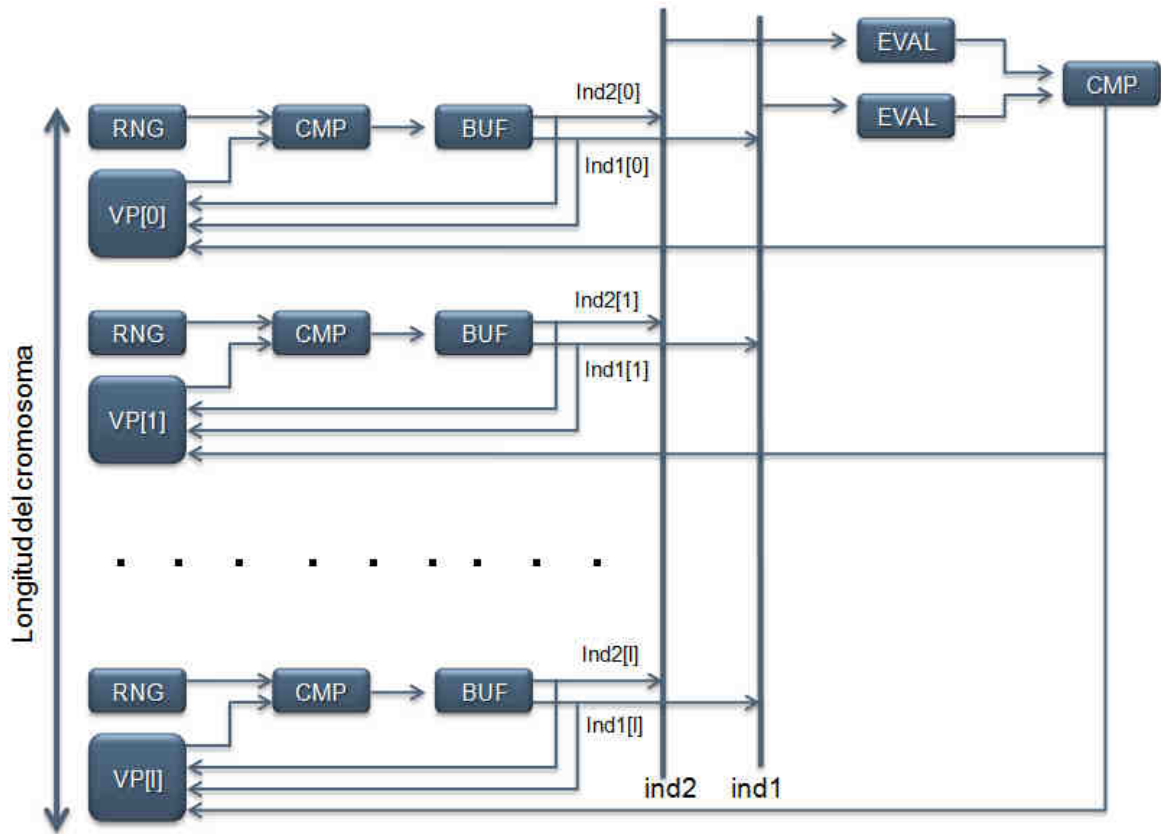 EVAL
CMP
EVAL
Ind2[0]
RNG
CMP
BUF
Ind1[0]
VP[0]
Ind2[1]
RNG
CMP
BUF
Ind1[1]
VP[1]
Longitud del cromosoma
Ind2[l]
RNG
CMP
BUF
Ind1[l]
VP[l]
ind2
ind1